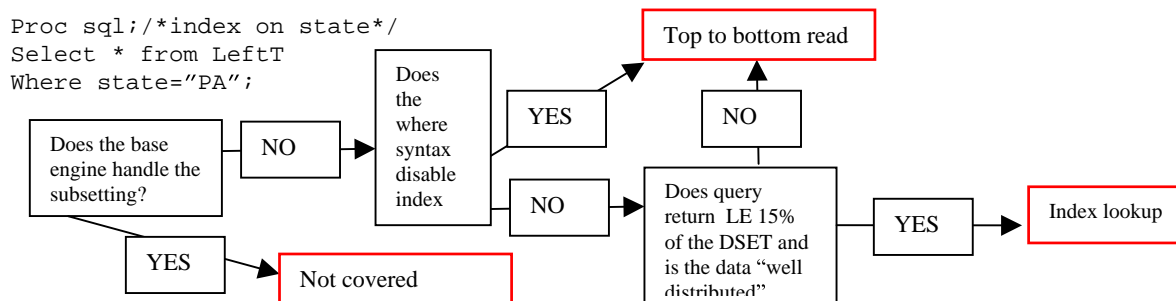 Proc sql;/*index on state*/
Select * from LeftT
Where state=”PA”;
Top to bottom read
Does
the
where
syntax
disable
index
YES
NO
Does the base
engine handle the
subsetting?
NO
NO
Does query
return LE 15%
of the DSET and
is the data “well
distributed”
YES
Index lookup
YES
Not covered